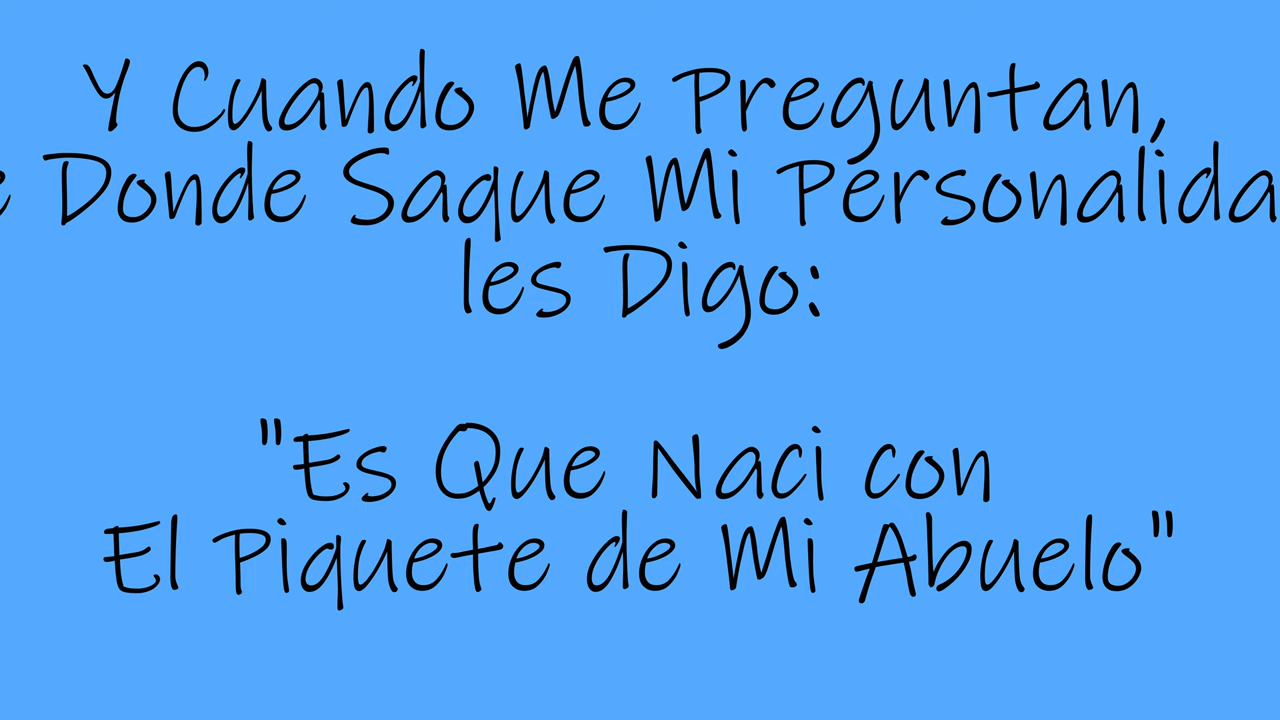 Y Cuando Me Preguntan,
e Donde Saque Mi Personalida
les Digo:
"Es Que Naci con
El Piquete de Mi Abuelo"